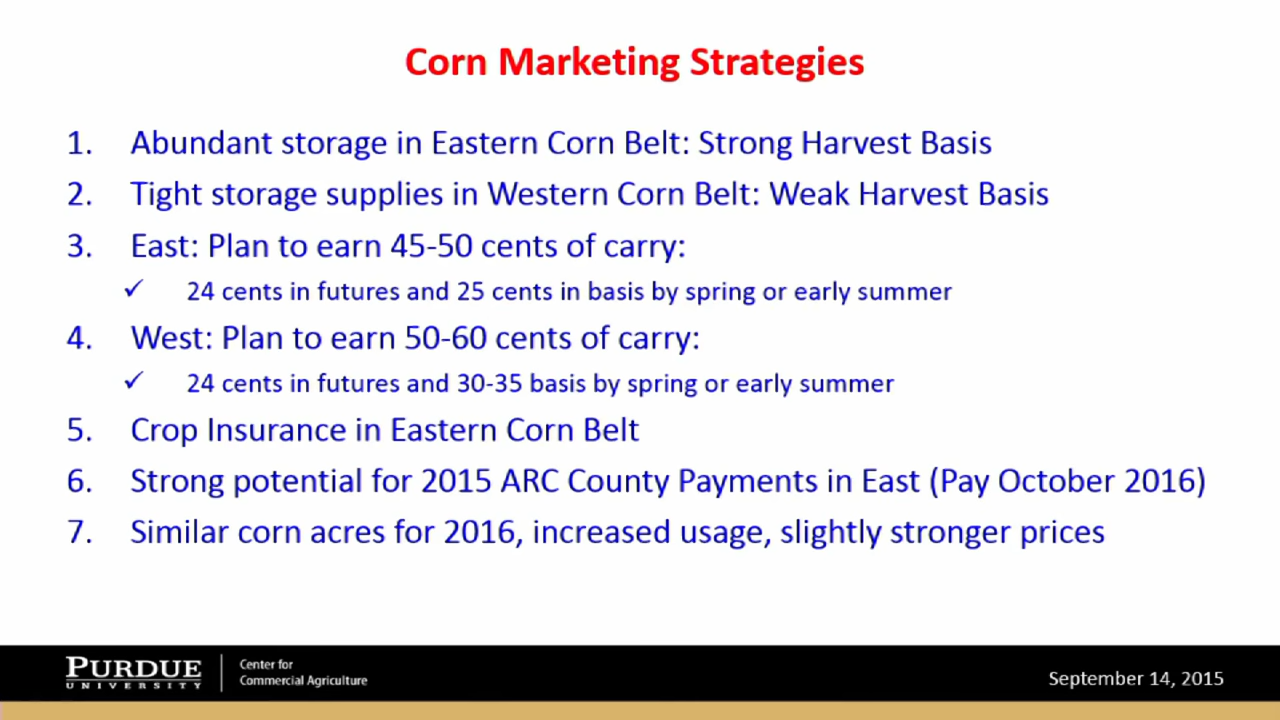 Corn Marketing Strategies
1. Abundant storage in Eastern Corn Belt: Strong Harvest Basis
2. Tight storage supplies in Western Corn Belt: Weak Harvest Basis
3. East: Plan to earn 45-50 cents of carry:
✓ 24 cents in futures and 25 cents in basis by spring or early summer
4. West: Plan to earn 50-60 cents of carry:
✓ 24 cents in futures and 30-35 basis by spring or early summer
5. Crop Insurance in Eastern Corn Belt
6. Strong potential for 2015 ARC County Payments in East (Pay October 2016)
7. Similar corn acres for 2016, increased usage, slightly stronger prices
PURDUE
UNIVERSITY
Center for
Commercial Agriculture
September 14, 2015